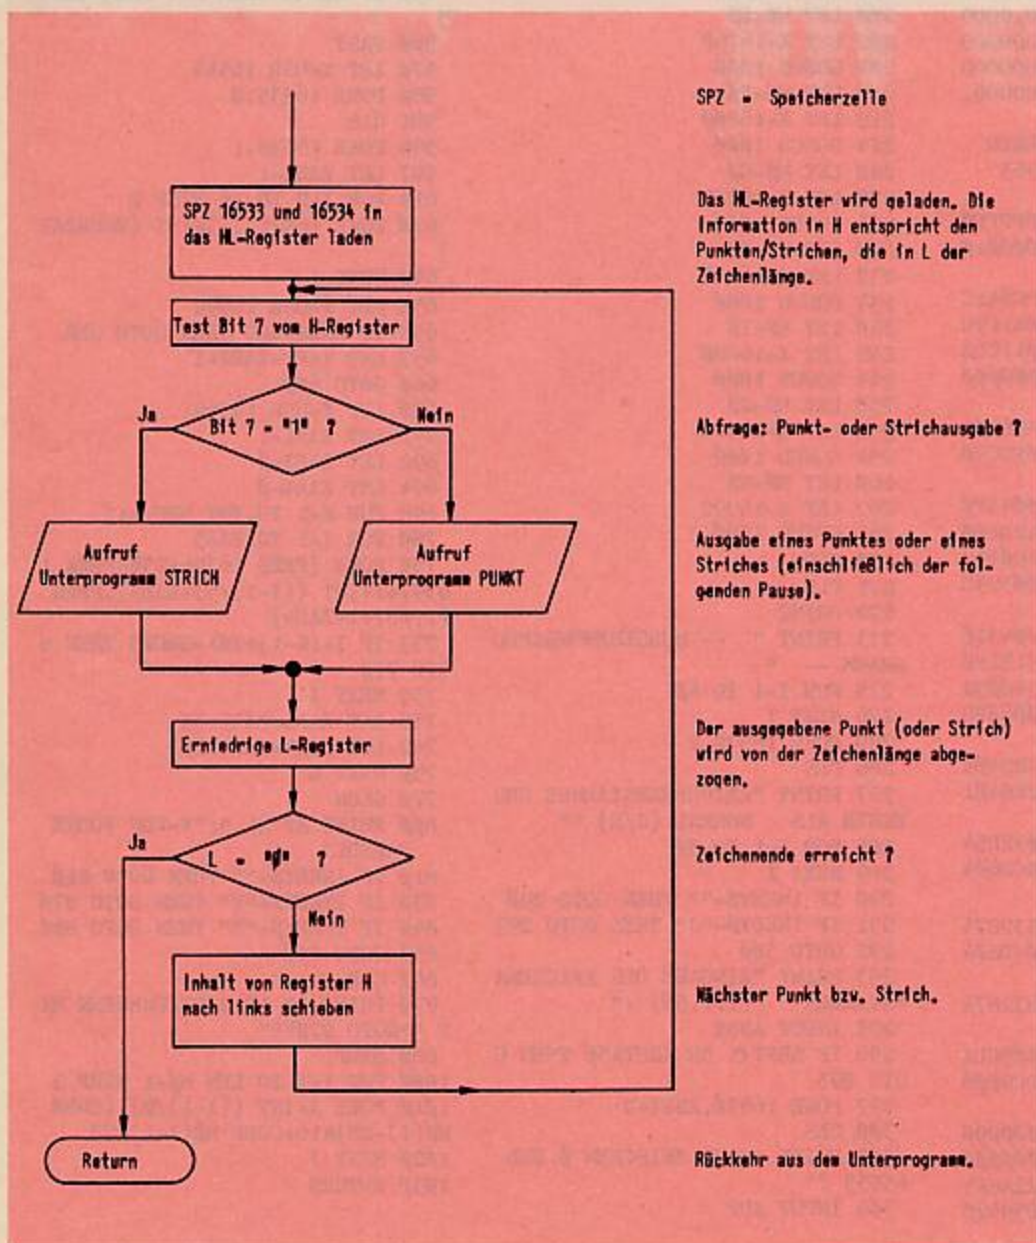 SPZ = Speicherzelle
SPZ 16533 und 16534 in
das HL-Register laden
Das HL-Register wird geladen. Die
Information in H entspricht den
Punkten/Strichen, die in L der
Zeichenlänge.
Test Bit 7 vom H-Register
Ja
Nein
Bit 7 = "1" ?
Abfrage: Punkt- oder Strichausgabe ?
Aufruf
Unterprogramm STRICH
Aufruf
Unterprogramm PUNKT
Ausgabe eines Punktes oder eines
Striches (einschließlich der fol-
genden Pause).
Erniedrige L-Register
Der ausgegebene Punkt (oder Strich)
wird von der Zeichenlänge abge-
zogen.
Ja
L = "0" ?
Zeichenende erreicht ?
Nein
Inhalt von Register H
nach links schieben
Nächster Punkt bzw. Strich.
Return
Rückkehr aus dem Unterprogramm.